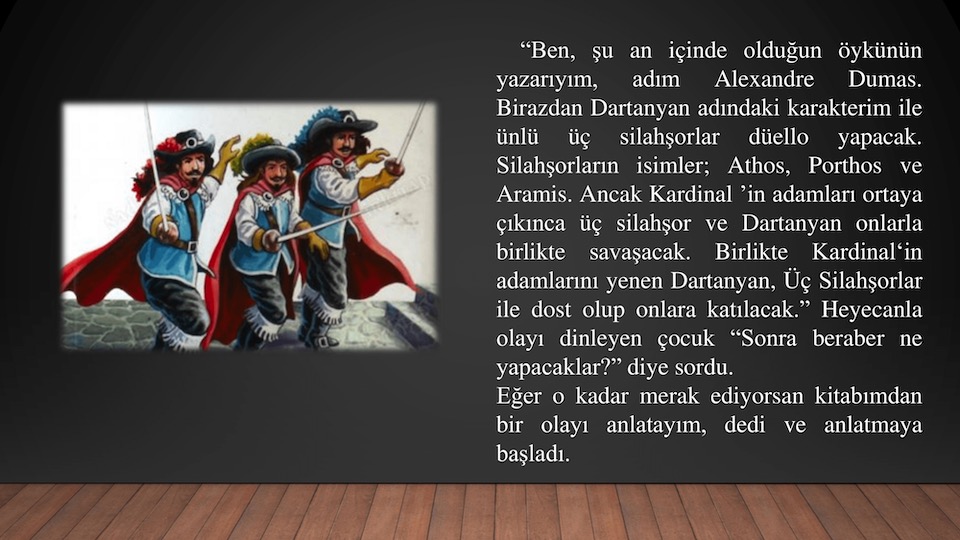 “Ben, şu an içinde olduğun öykünün
yazarıyım, adım Alexandre Dumas.
Birazdan Dartanyan adındaki karakterim ile
ünlü üç silahşorlar düello yapacak.
Silahşorların isimler; Athos, Porthos ve
Aramis. Ancak Kardinal ’in adamları ortaya
çıkınca üç silahşor ve Dartanyan onlarla
birlikte savaşacak. Birlikte Kardinal‘in
adamlarını yenen Dartanyan, Üç Silahşorlar
ile dost olup onlara katılacak.” Heyecanla
olayı dinleyen çocuk “Sonra beraber ne
yapacaklar?” diye sordu.
Eğer o kadar merak ediyorsan kitabımdan
bir olayı anlatayım, dedi ve anlatmaya
başladı.